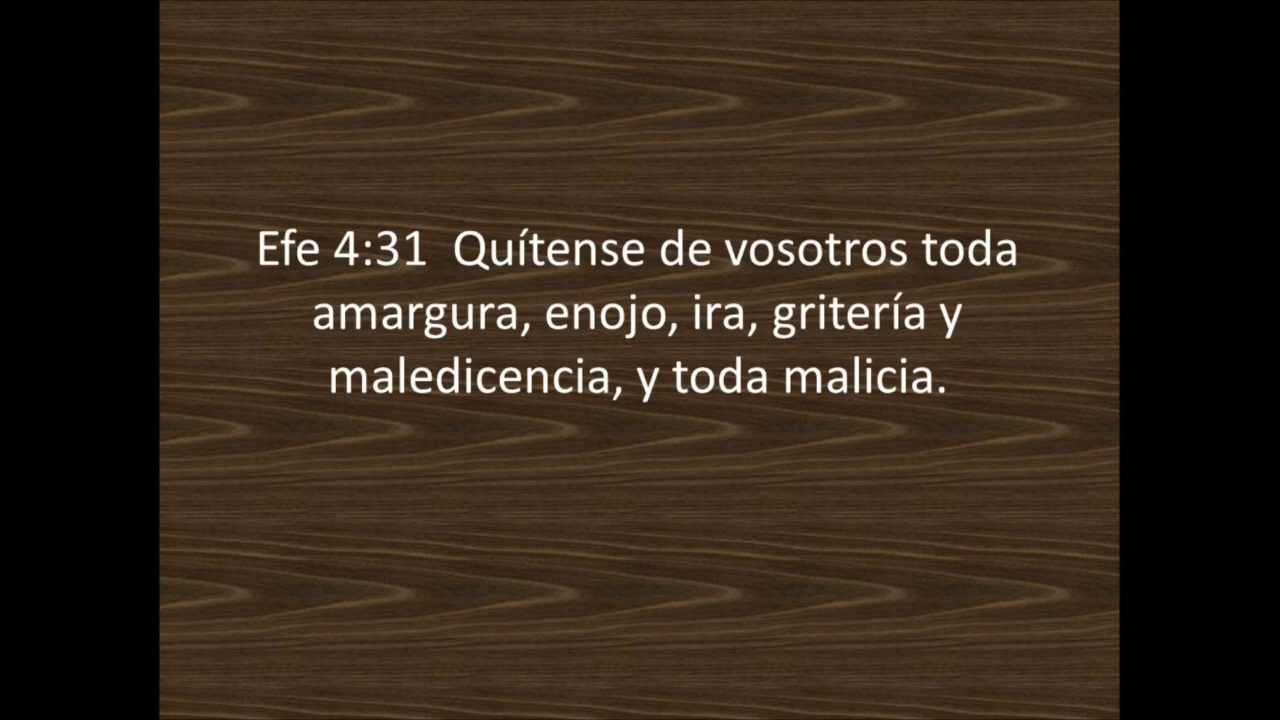 Efe 4:31  Quítense de vosotros toda
amargura, enojo, ira, gritería y
maledicencia, y toda malicia.